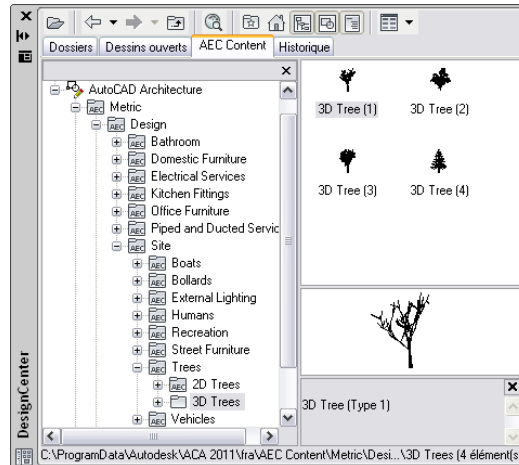 Dossiers Dessins ouverts AEC Content Historique
AutoCAD Architecture
Metric
Design
Bathroom
Domestic Furniture
Electrical Services
Kitchen Fittings
Office Furniture
Piped and Ducted Servic
Site
Boats
Bollards
External Lighting
Humans
Recreation
Street Furniture
Trees
2D Trees
3D Trees
Vehicles
3D Tree (1) 3D Tree (2)
3D Tree (3) 3D Tree (4)
3D Tree (Type 1)
DesignCenter
C:\ProgramData\Autodesk\ACA 2011\fra\AEC Content\Metric\Desi...\3D Trees (4 élément(s